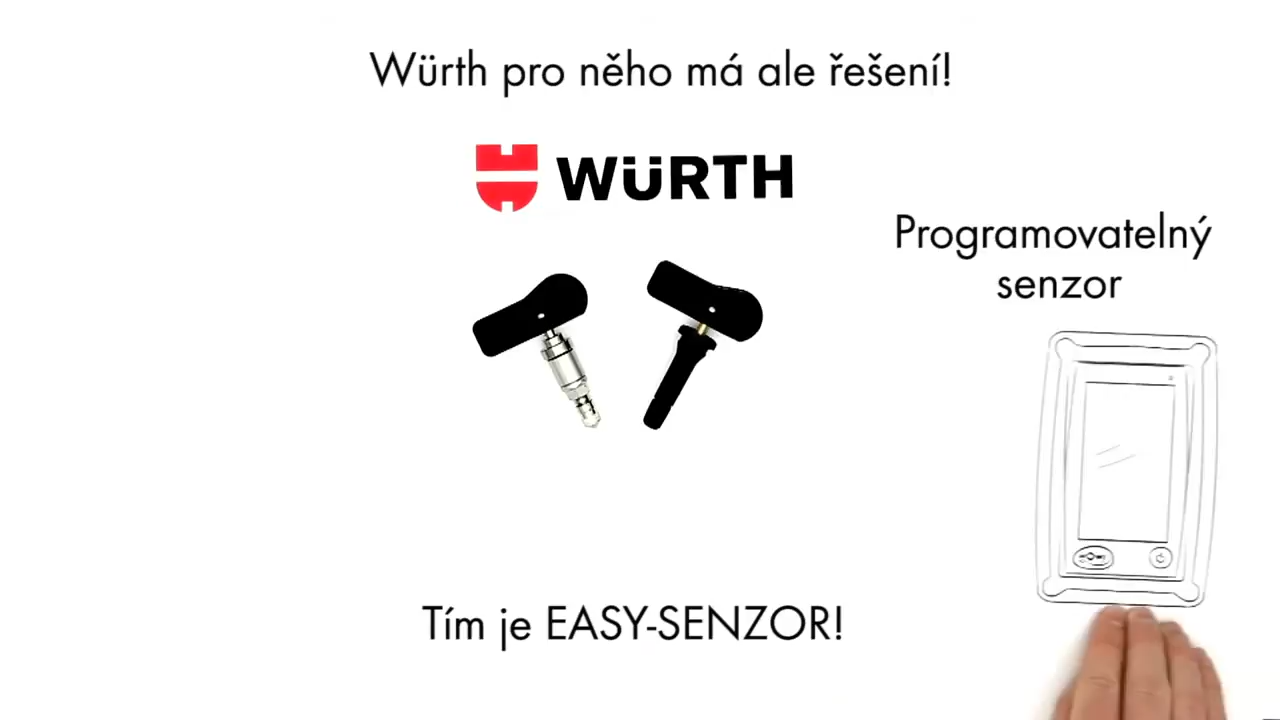 Würth pro něho má ale řešení!
WÜRTH
Programovatelný
senzor
Tím je EASY-SENZOR!